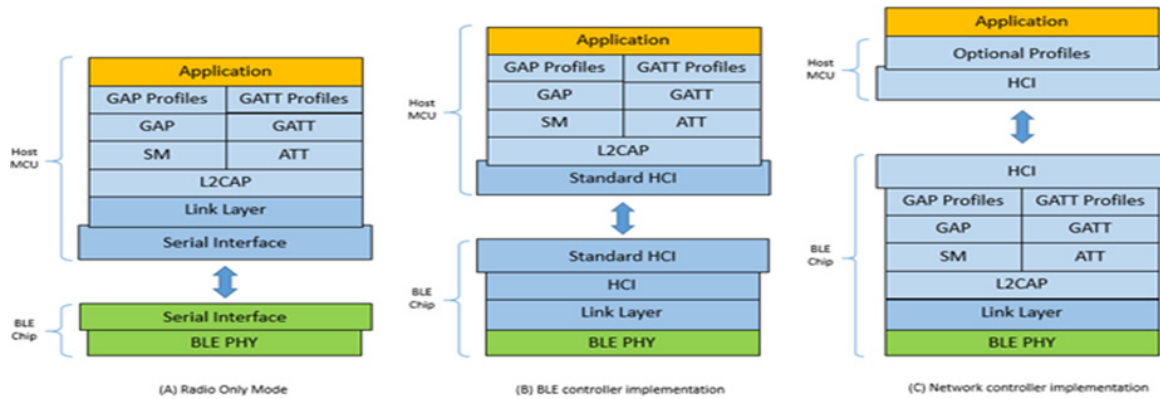 Application
GAP Profiles GATT Profiles
GAP GATT
SM ATT
L2CAP
Link Layer
Serial Interface
Host
MCU
Serial Interface
BLE PHY
BLE
Chip
(A) Radio Only Mode
Application
GAP Profiles GATT Profiles
GAP GATT
SM ATT
L2CAP
Standard HCI
Host
MCU
Standard HCI
HCI
Link Layer
BLE PHY
BLE
Chip
(B) BLE controller implementation
Application
Optional Profiles
HCI
Host
MCU
HCI
GAP Profiles GATT Profiles
GAP GATT
SM ATT
L2CAP
Link Layer
BLE PHY
BLE
Chip
(C) Network controller implementation